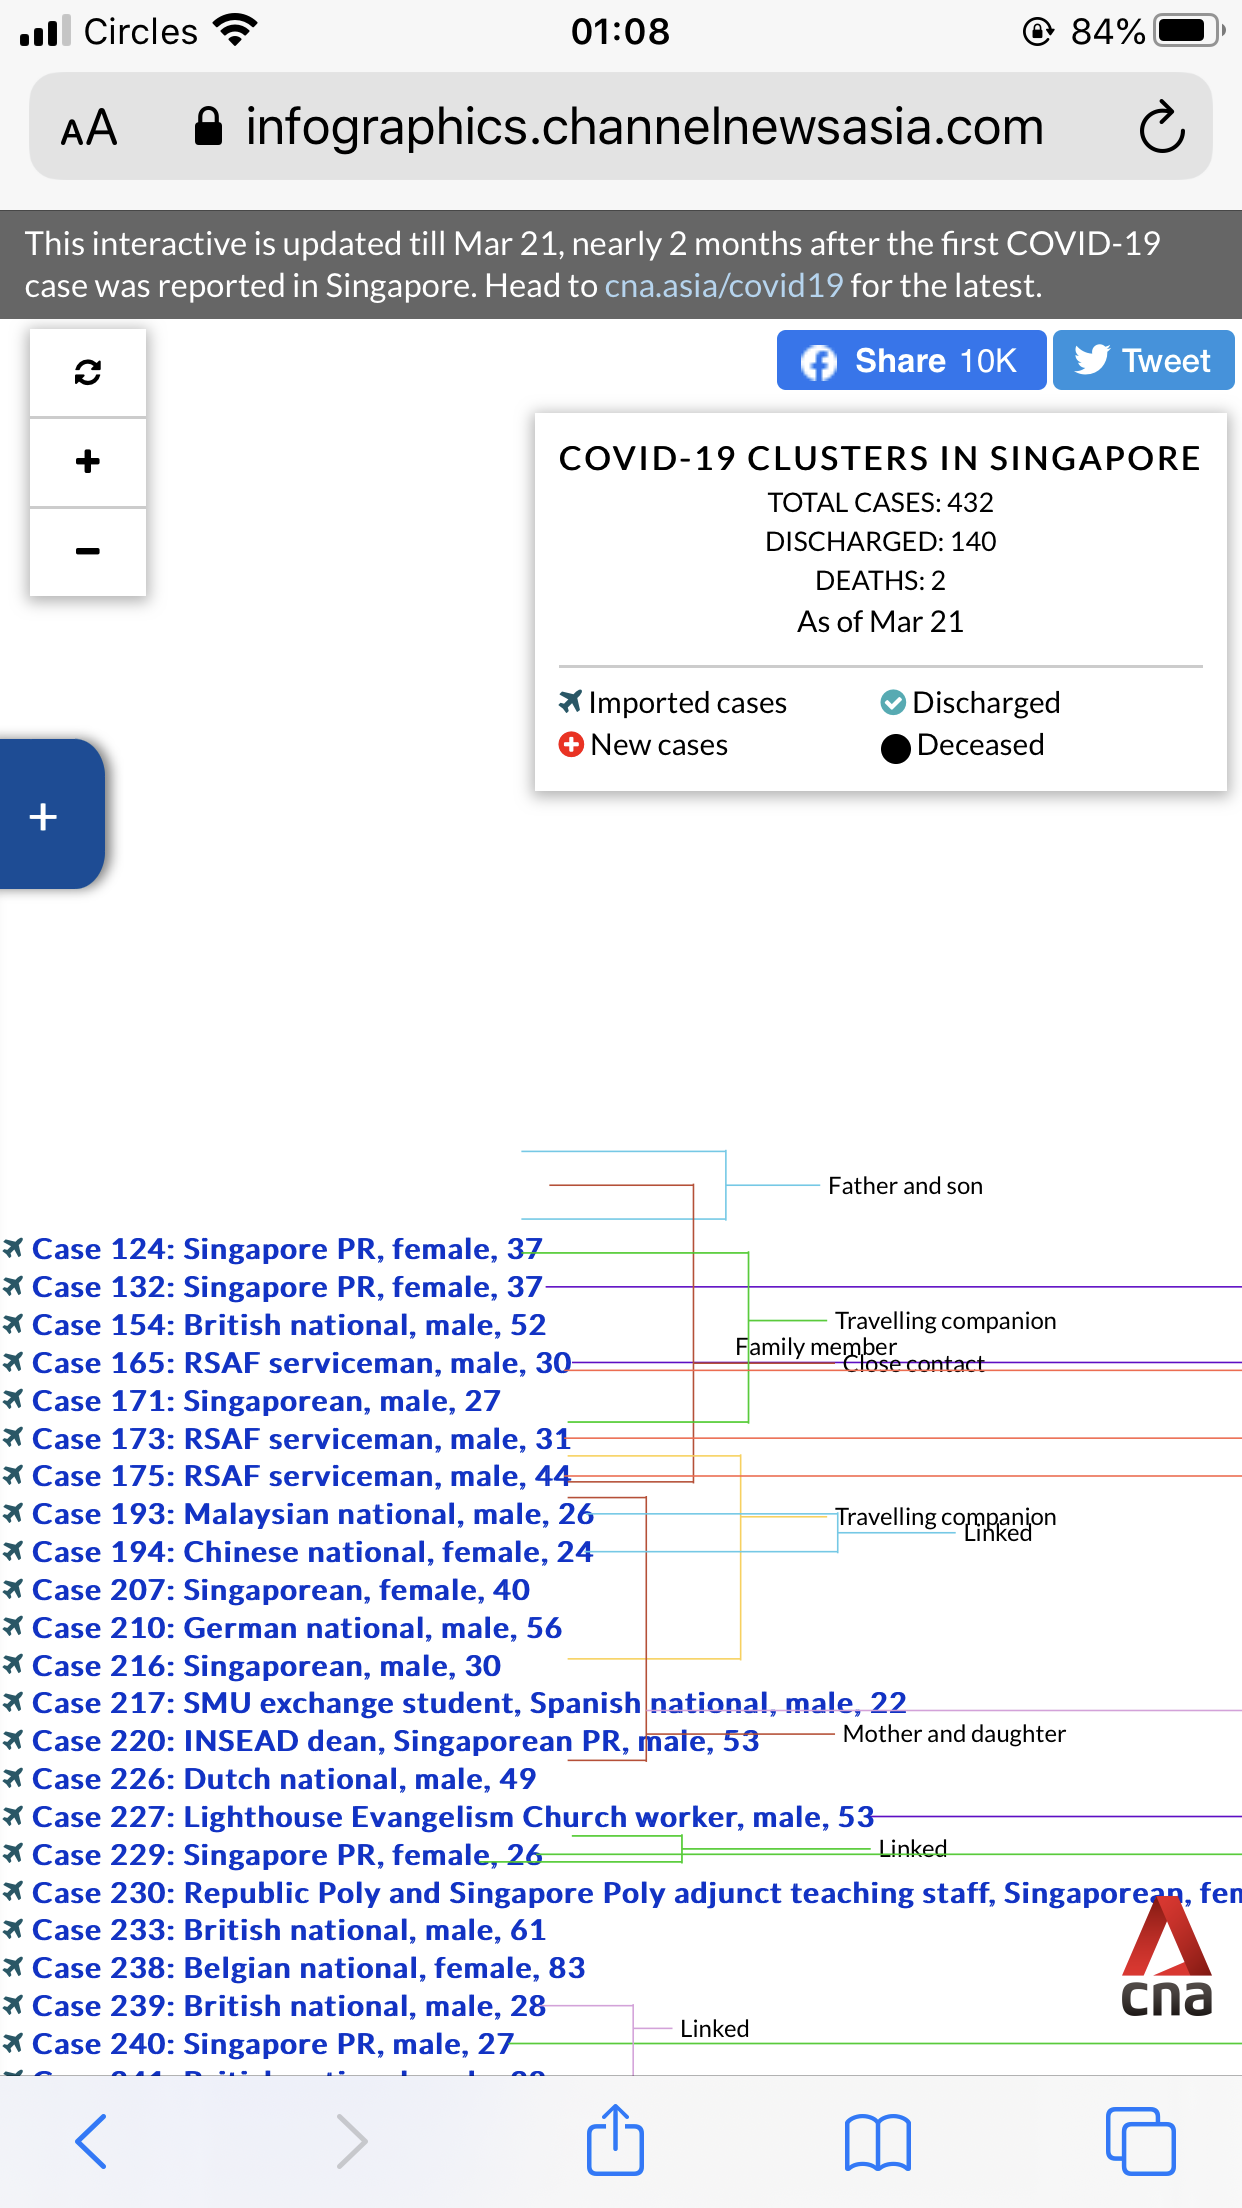 Circles 01:08 84%
AA infographics.channelnewsasia.com
This interactive is updated till Mar 21, nearly 2 months after the first COVID-19
case was reported in Singapore. Head to cna.asia/covid19 for the latest.
Share 10K Tweet
COVID-19 CLUSTERS IN SINGAPORE
TOTAL CASES: 432
DISCHARGED: 140
DEATHS: 2
As of Mar 21
Imported cases Discharged
New cases Deceased
Father and son
Case 124: Singapore PR, female, 37
Case 132: Singapore PR, female, 37
Case 154: British national, male, 52
Travelling companion
Family member
Case 165: RSAF serviceman, male, 30
Close contact
Case 171: Singaporean, male, 27
Case 173: RSAF serviceman, male, 31
Case 175: RSAF serviceman, male, 44
Case 193: Malaysian national, male, 26
Travelling companion
Linked
Case 194: Chinese national, female, 24
Case 207: Singaporean, female, 40
Case 210: German national, male, 56
Case 216: Singaporean, male, 30
Case 217: SMU exchange student, Spanish national, male, 22
Case 220: INSEAD dean, Singaporean PR, male, 53
Mother and daughter
Case 226: Dutch national, male, 49
Case 227: Lighthouse Evangelism Church worker, male, 53
Case 229: Singapore PR, female, 26
Linked
Case 230: Republic Poly and Singapore Poly adjunct teaching staff, Singaporean, fem
Case 233: British national, male, 61
Case 238: Belgian national, female, 83
Case 239: British national, male, 28
cna
Linked
Case 240: Singapore PR, male, 27